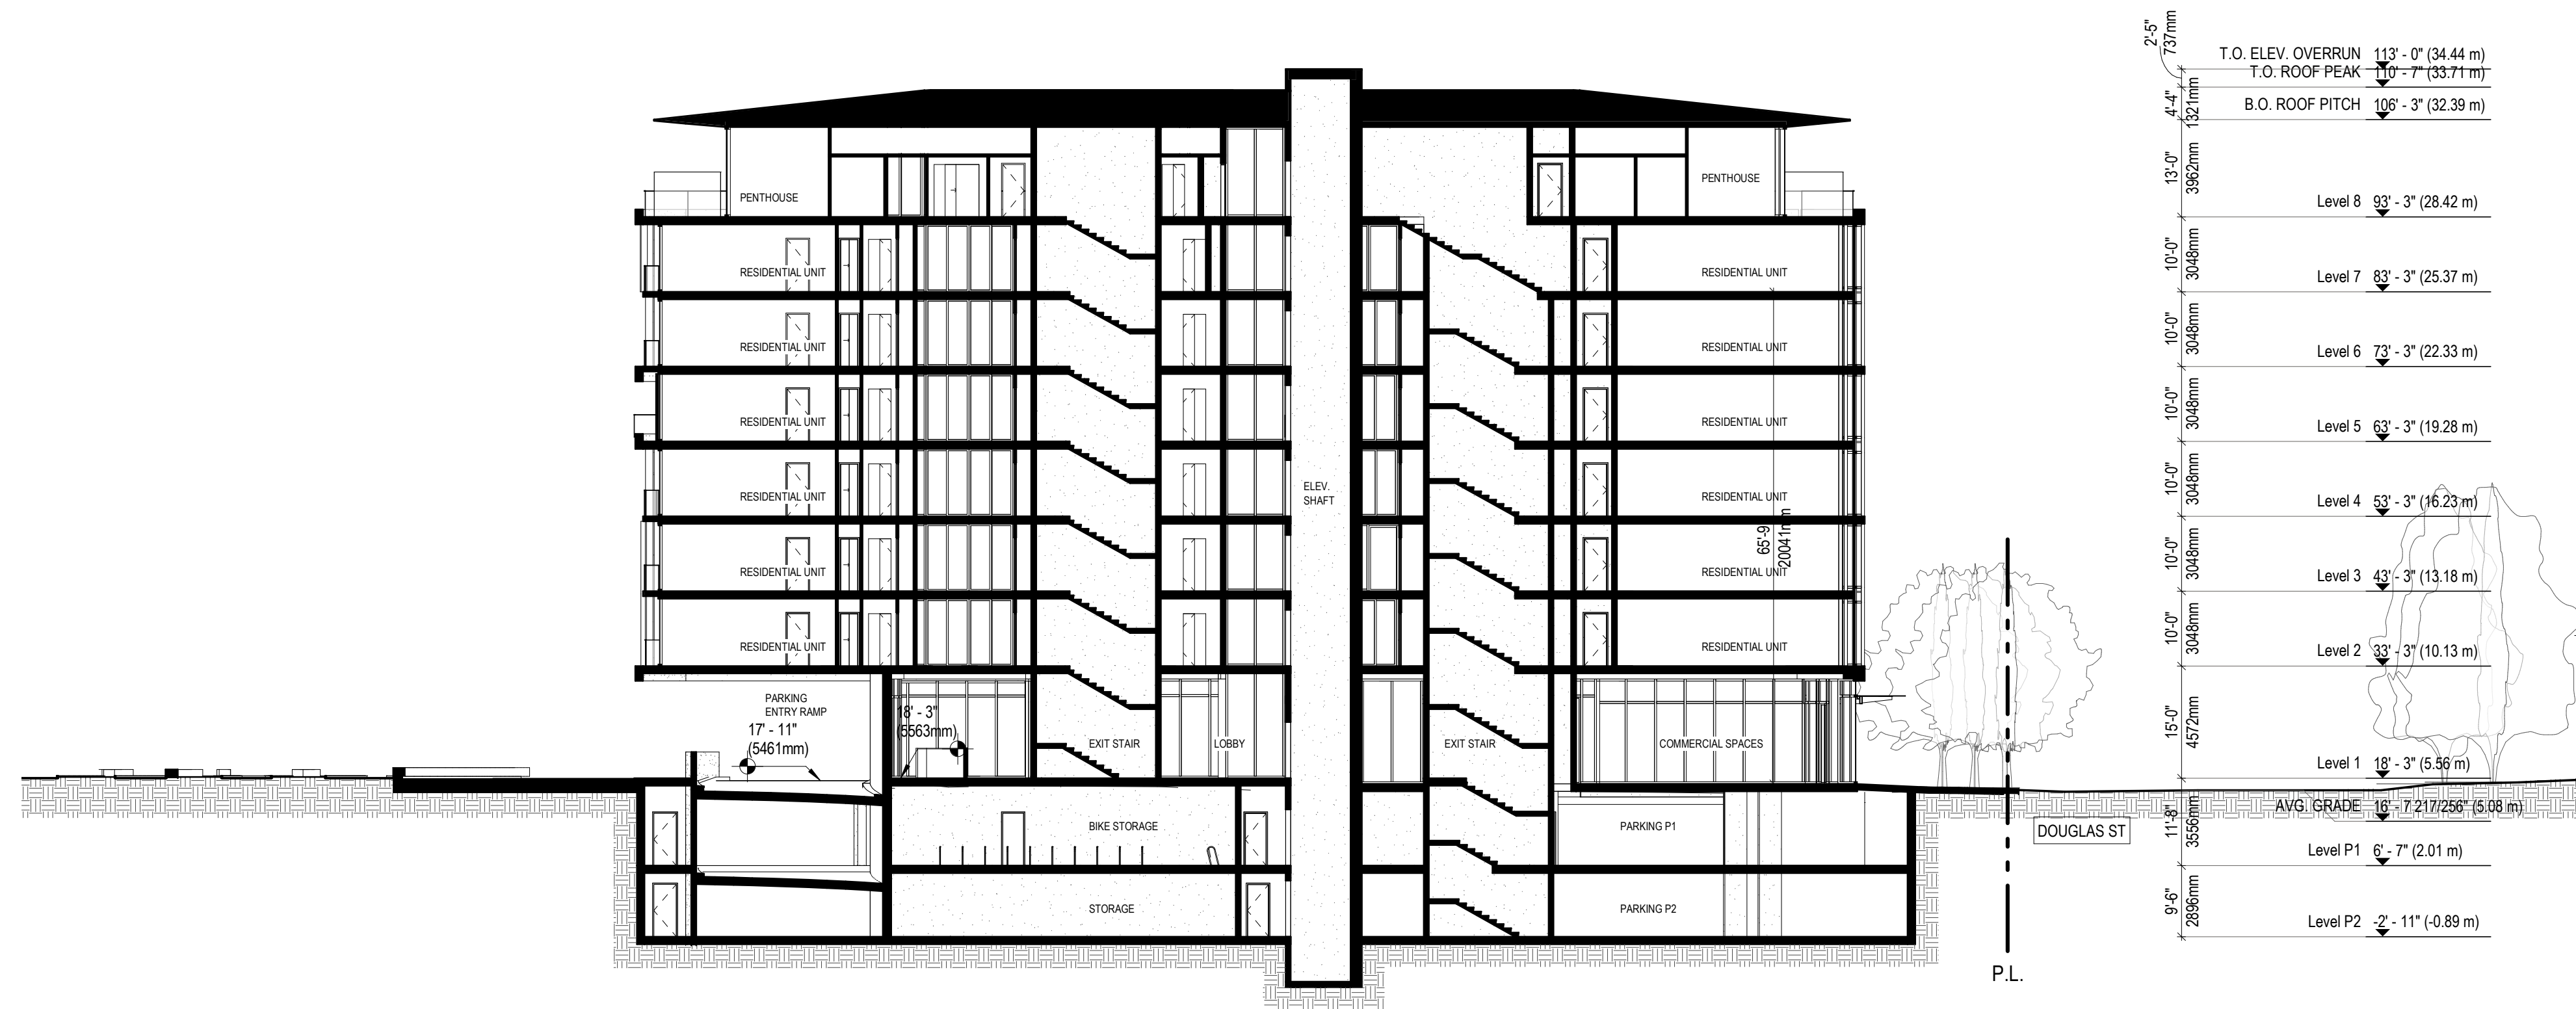 2'-5"
737mm
T.O. ELEV. OVERRUN 113' - 0" (34.44 m)
T.O. ROOF PEAK 110' - 7" (33.71 m)
4'-4"
1321mm
B.O. ROOF PITCH 106' - 3" (32.39 m)
13'-0"
3962mm
PENTHOUSE
PENTHOUSE
Level 8 93' - 3" (28.42 m)
10'-0"
3048mm
RESIDENTIAL UNIT
RESIDENTIAL UNIT
Level 7 83' - 3" (25.37 m)
10'-0"
3048mm
RESIDENTIAL UNIT
RESIDENTIAL UNIT
Level 6 73' - 3" (22.33 m)
10'-0"
3048mm
RESIDENTIAL UNIT
RESIDENTIAL UNIT
Level 5 63' - 3" (19.28 m)
10'-0"
3048mm
RESIDENTIAL UNIT
ELEV.
SHAFT
RESIDENTIAL UNIT
Level 4 53' - 3" (16.23 m)
65'-9
20041mm
10'-0"
3048mm
RESIDENTIAL UNIT
RESIDENTIAL UNIT
Level 3 43' - 3" (13.18 m)
10'-0"
3048mm
RESIDENTIAL UNIT
RESIDENTIAL UNIT
Level 2 33' - 3" (10.13 m)
15'-0"
4572mm
PARKING
ENTRY RAMP
17' - 11"
(5461mm)
18' - 3"
(5563mm)
EXIT STAIR
LOBBY
EXIT STAIR
COMMERCIAL SPACES
Level 1 18' - 3" (5.56 m)
11'-8"
3556mm
AVG. GRADE 16' - 7 217/256" (5.08 m)
DOUGLAS ST
BIKE STORAGE
PARKING P1
Level P1 6' - 7" (2.01 m)
9'-6"
2896mm
STORAGE
PARKING P2
Level P2 -2' - 11" (-0.89 m)
P.L.